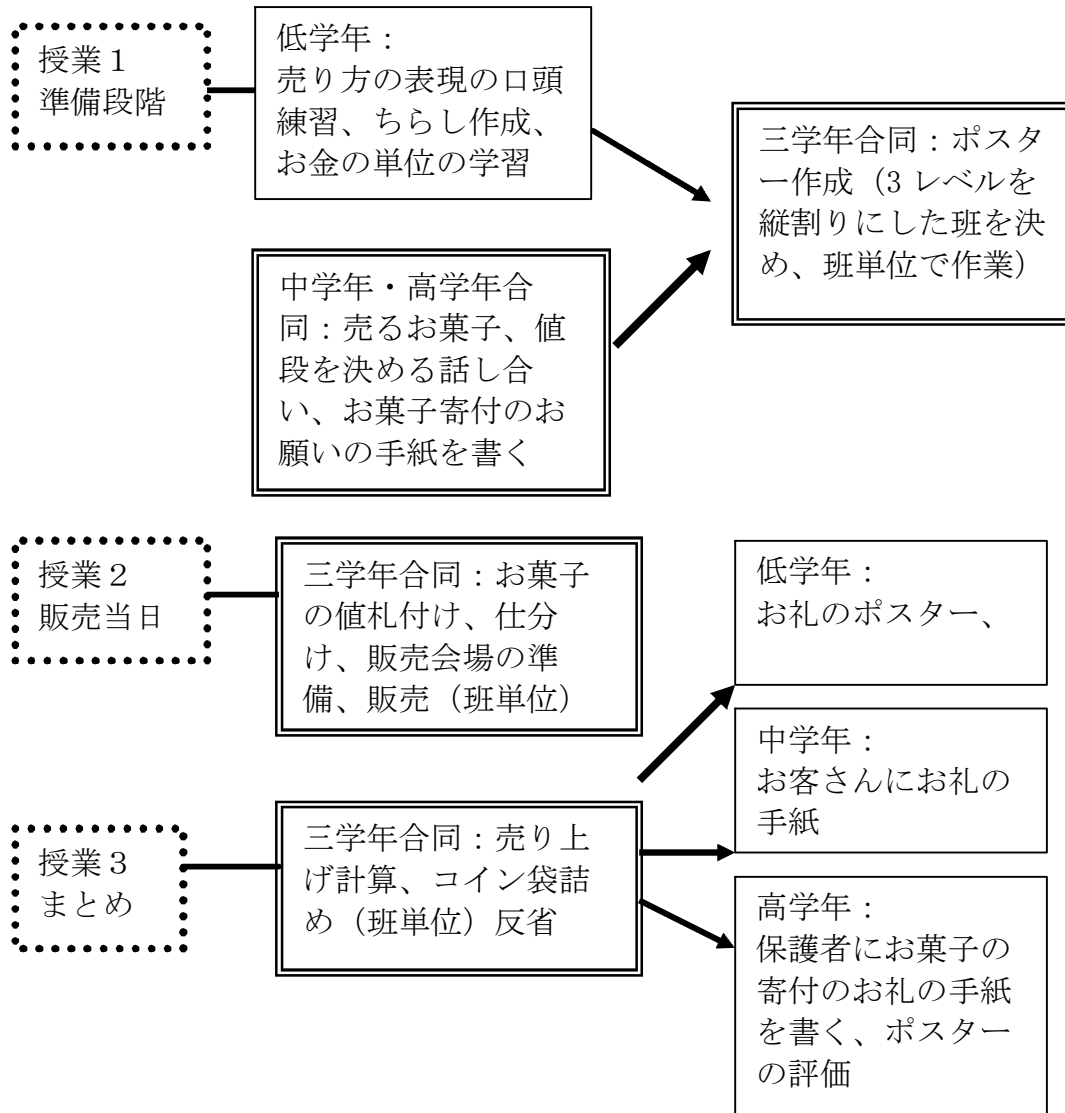 授業１
準備段階
低学年：
売り方の表現の口頭
練習、ちらし作成、
お金の単位の学習
中学年・高学年合
同：売るお菓子、値
段を決める話し合
い、お菓子寄付のお
願いの手紙を書く
三学年合同：ポスタ
ー作成（3 レベルを
縦割りにした班を決
め、班単位で作業）
授業２
販売当日
三学年合同：お菓子
の値札付け、仕分
け、販売会場の準
備、販売（班単位）
授業３
まとめ
三学年合同：売り上
げ計算、コイン袋詰
め（班単位）反省
低学年：
お礼のポスター、
中学年：
お客さんにお礼の
手紙
高学年：
保護者にお菓子の
寄付のお礼の手紙
を書く、ポスター
の評価